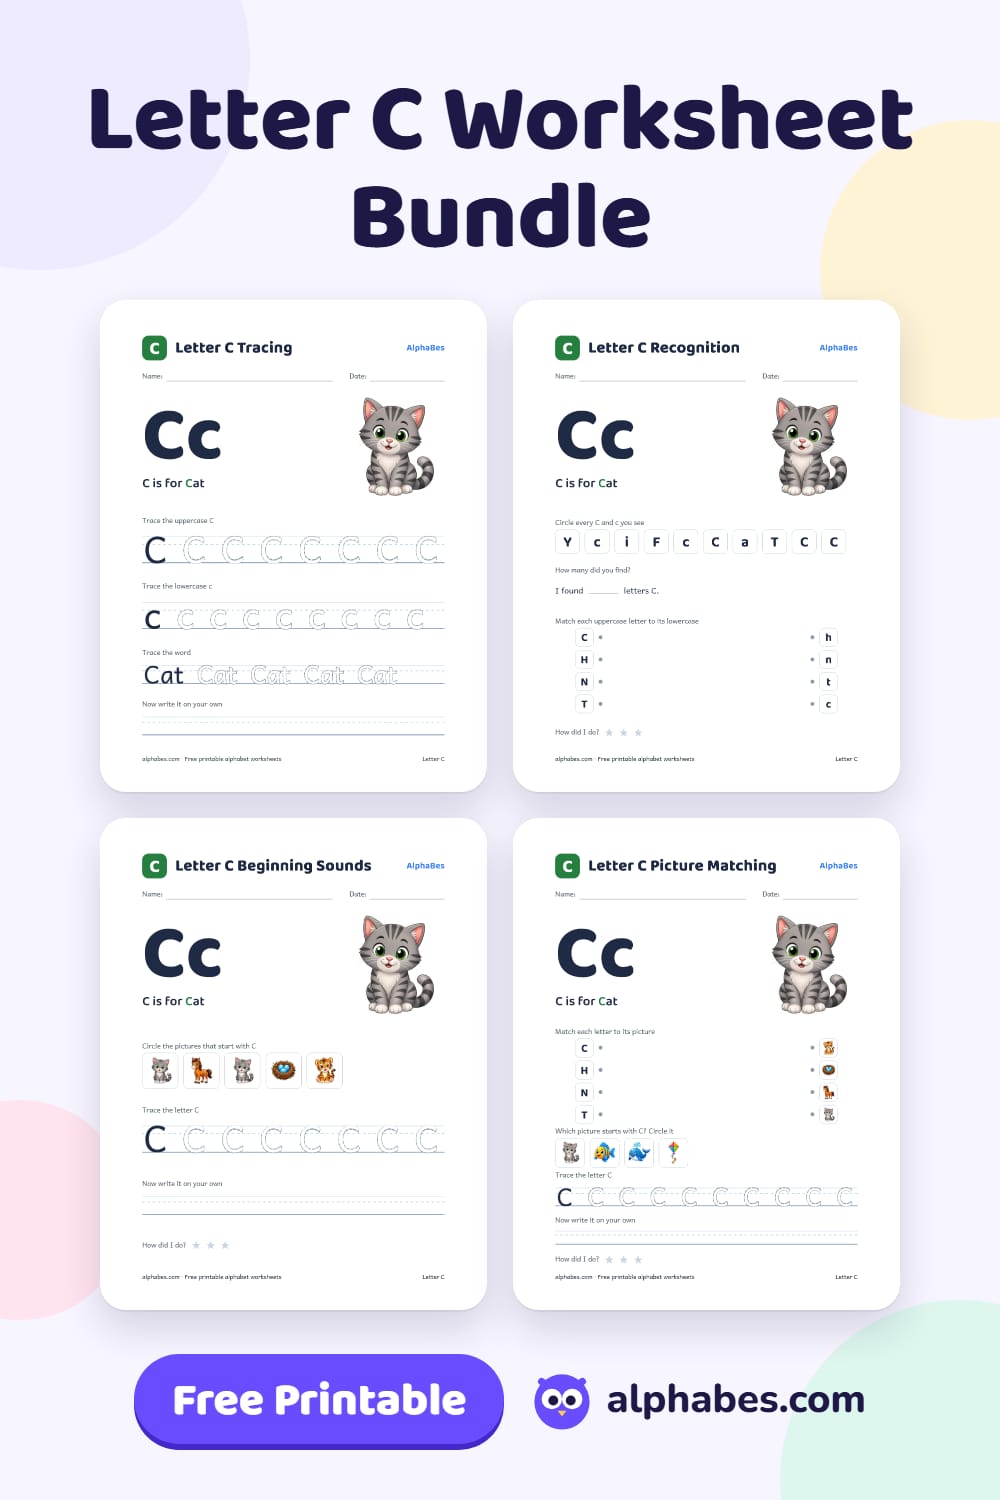 Letter C Worksheet
Bundle
C Letter C Tracing AlphaBes
Name: Date:
Cc
C is for Cat
Trace the uppercase C
C C C C C C C C
Trace the lowercase c
c c c c c c c c c
Trace the word
Cat Cat Cat Cat Cat
Now write it on your own
alphabes.com Free printable alphabet worksheets Letter C
C Letter C Recognition AlphaBes
Name: Date:
Cc
C is for Cat
Circle every C and c you see
Y c i F c C a T C C
How many did you find?
I found letters C.
Match each uppercase letter to its lowercase
C h
H n
N t
T c
How did I do?
alphabes.com Free printable alphabet worksheets Letter C
C Letter C Beginning Sounds AlphaBes
Name: Date:
Cc
C is for Cat
Circle the pictures that start with C
Trace the letter C
C C C C C C C C
Now write it on your own
How did I do?
alphabes.com Free printable alphabet worksheets Letter C
C Letter C Picture Matching AlphaBes
Name: Date:
Cc
C is for Cat
Match each letter to its picture
C
H
N
T
Which picture starts with C? Circle it
Trace the letter C
C C C C C C C C C C
Now write it on your own
How did I do?
alphabes.com Free printable alphabet worksheets Letter C
Free Printable alphabes.com